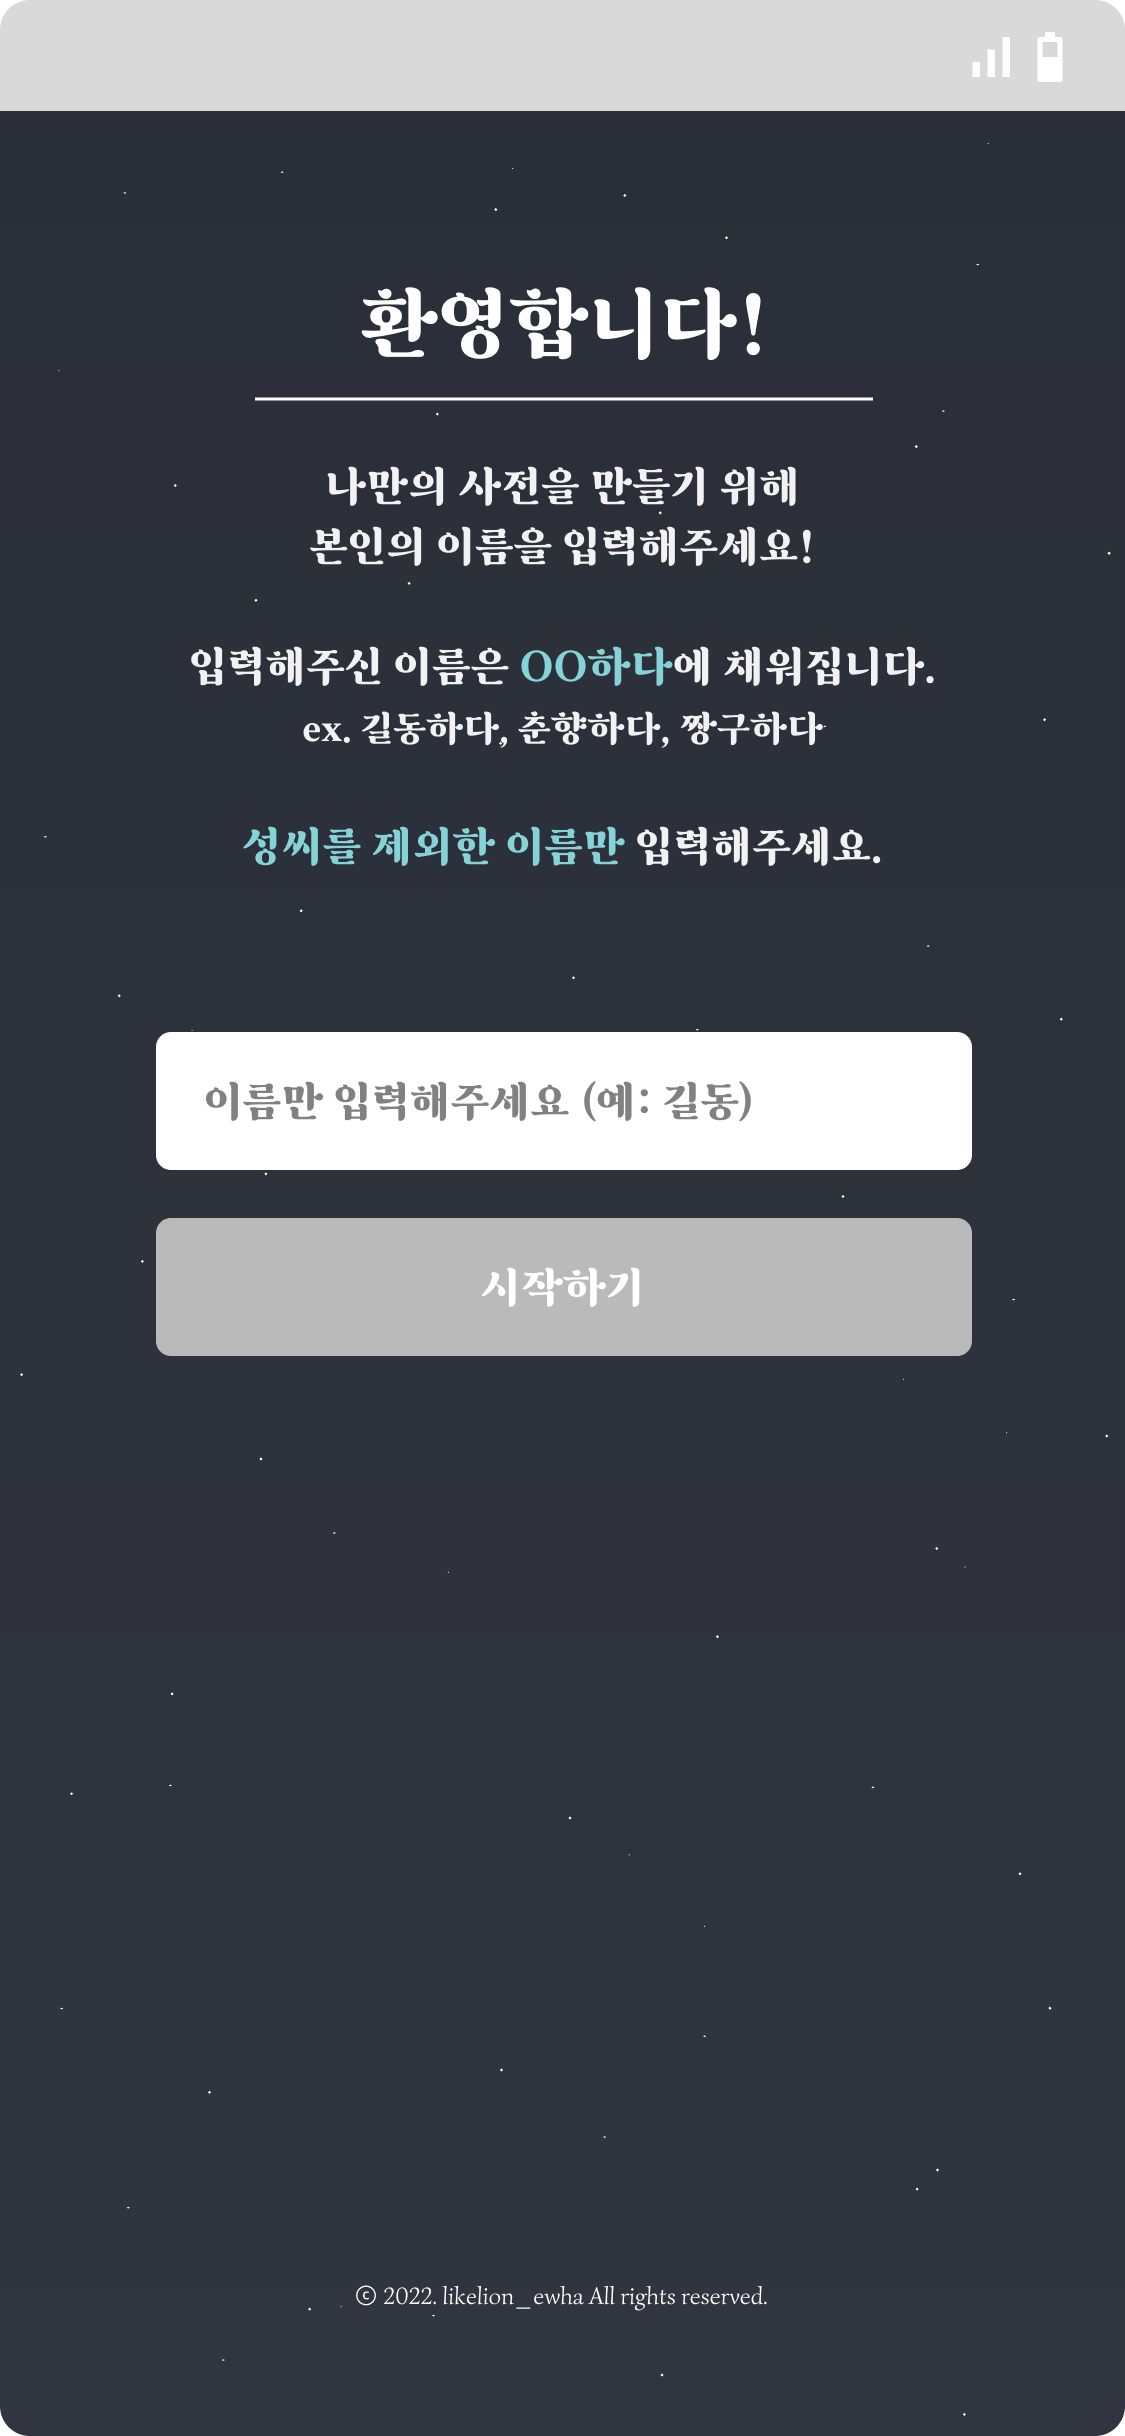 환영합니다!
나만의 사전을 만들기 위해
본인의 이름을 입력해주세요!
입력해주신 이름은 OO하다에 채워집니다.
ex. 길동하다, 춘향하다, 짱구하다
성씨를 제외한 이름만 입력해주세요.
이름만 입력해주세요 (예: 길동)
시작하기
© 2022. likelion_ewha All rights reserved.